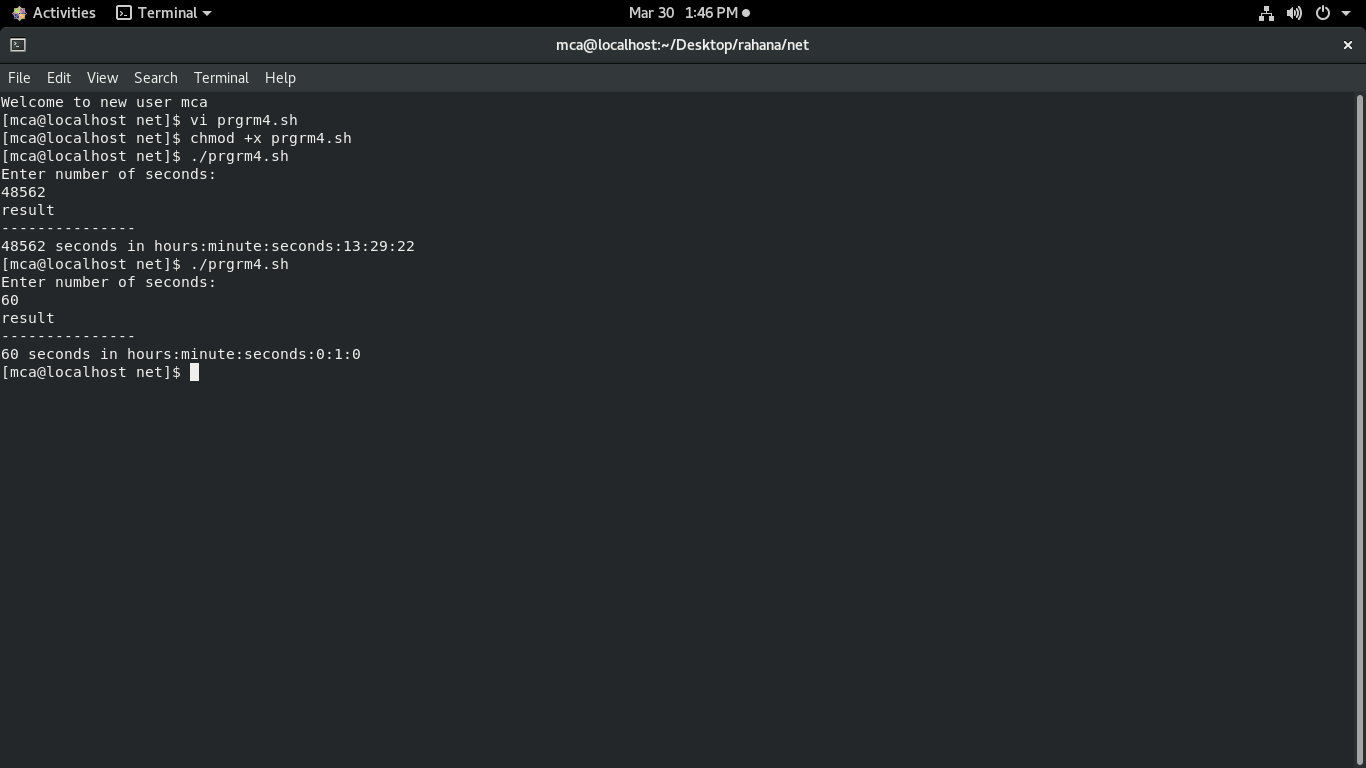 Activities Terminal Mar 30 1:46 PM
mca@localhost:~/Desktop/rahana/net
File Edit View Search Terminal Help
Welcome to new user mca
[mca@localhost net]$ vi prgrm4.sh
[mca@localhost net]$ chmod +x prgrm4.sh
[mca@localhost net]$ ./prgrm4.sh
Enter number of seconds:
48562
result
---------------
48562 seconds in hours:minute:seconds:13:29:22
[mca@localhost net]$ ./prgrm4.sh
Enter number of seconds:
60
result
---------------
60 seconds in hours:minute:seconds:0:1:0
[mca@localhost net]$